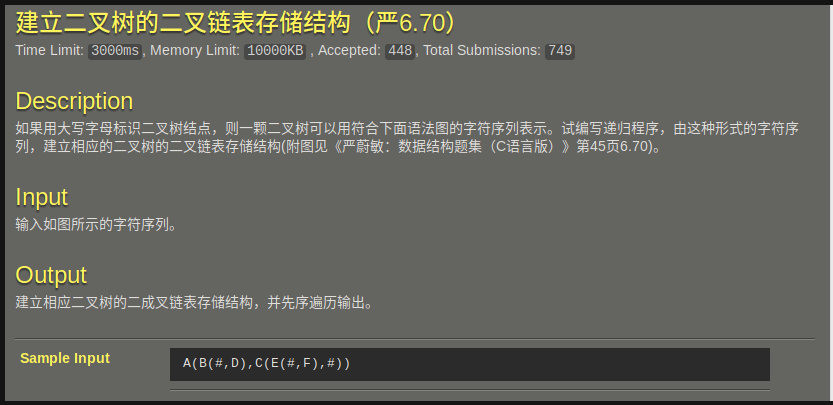 建立二叉树的二叉链表存储结构（严6.70）
Time Limit: 3000ms, Memory Limit: 10000KB , Accepted: 448, Total Submissions: 749
Description
如果用大写字母标识二叉树结点，则一颗二叉树可以用符合下面语法图的字符序列表示。试编写递归程序，由这种形式的字符序
列，建立相应的二叉树的二叉链表存储结构(附图见《严蔚敏：数据结构题集（C语言版）》第45页6.70)。
Input
输入如图所示的字符序列。
Output
建立相应二叉树的二成叉链表存储结构，并先序遍历输出。
Sample Input
A(B(#,D),C(E(#,F),#))